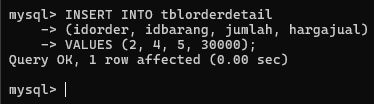 mysql> INSERT INTO tblorderdetail
    -> (idorder, idbarang, jumlah, hargajual)
    -> VALUES (2, 4, 5, 30000);
Query OK, 1 row affected (0.00 sec)
mysql>